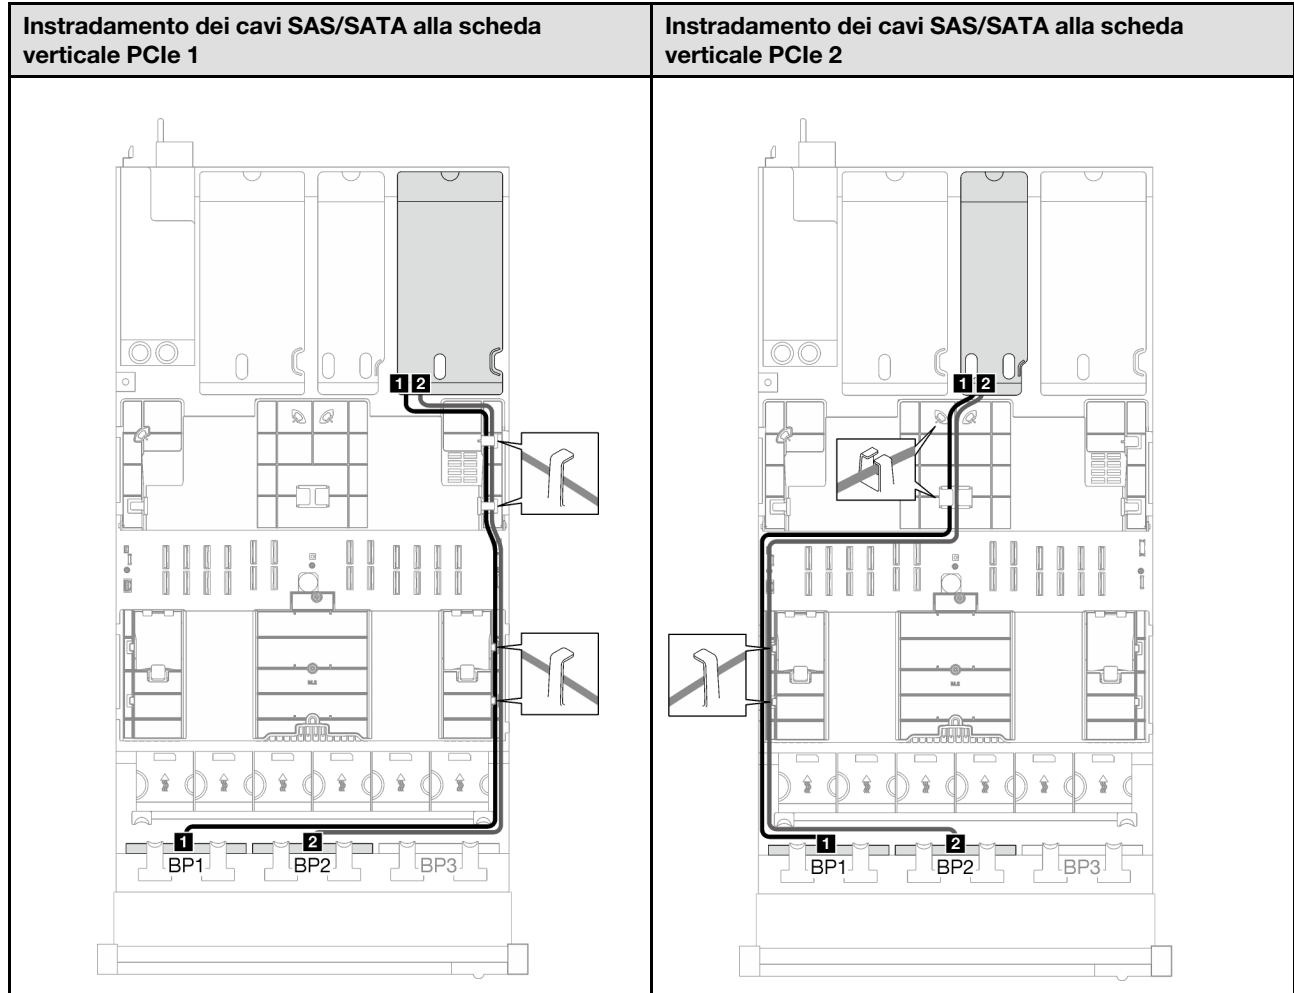 Instradamento dei cavi SAS/SATA alla scheda
verticale PCIe 1
Instradamento dei cavi SAS/SATA alla scheda
verticale PCIe 2
1 2
1 2
1 2
BP1 BP2 BP3
1 2
BP1 BP2 BP3